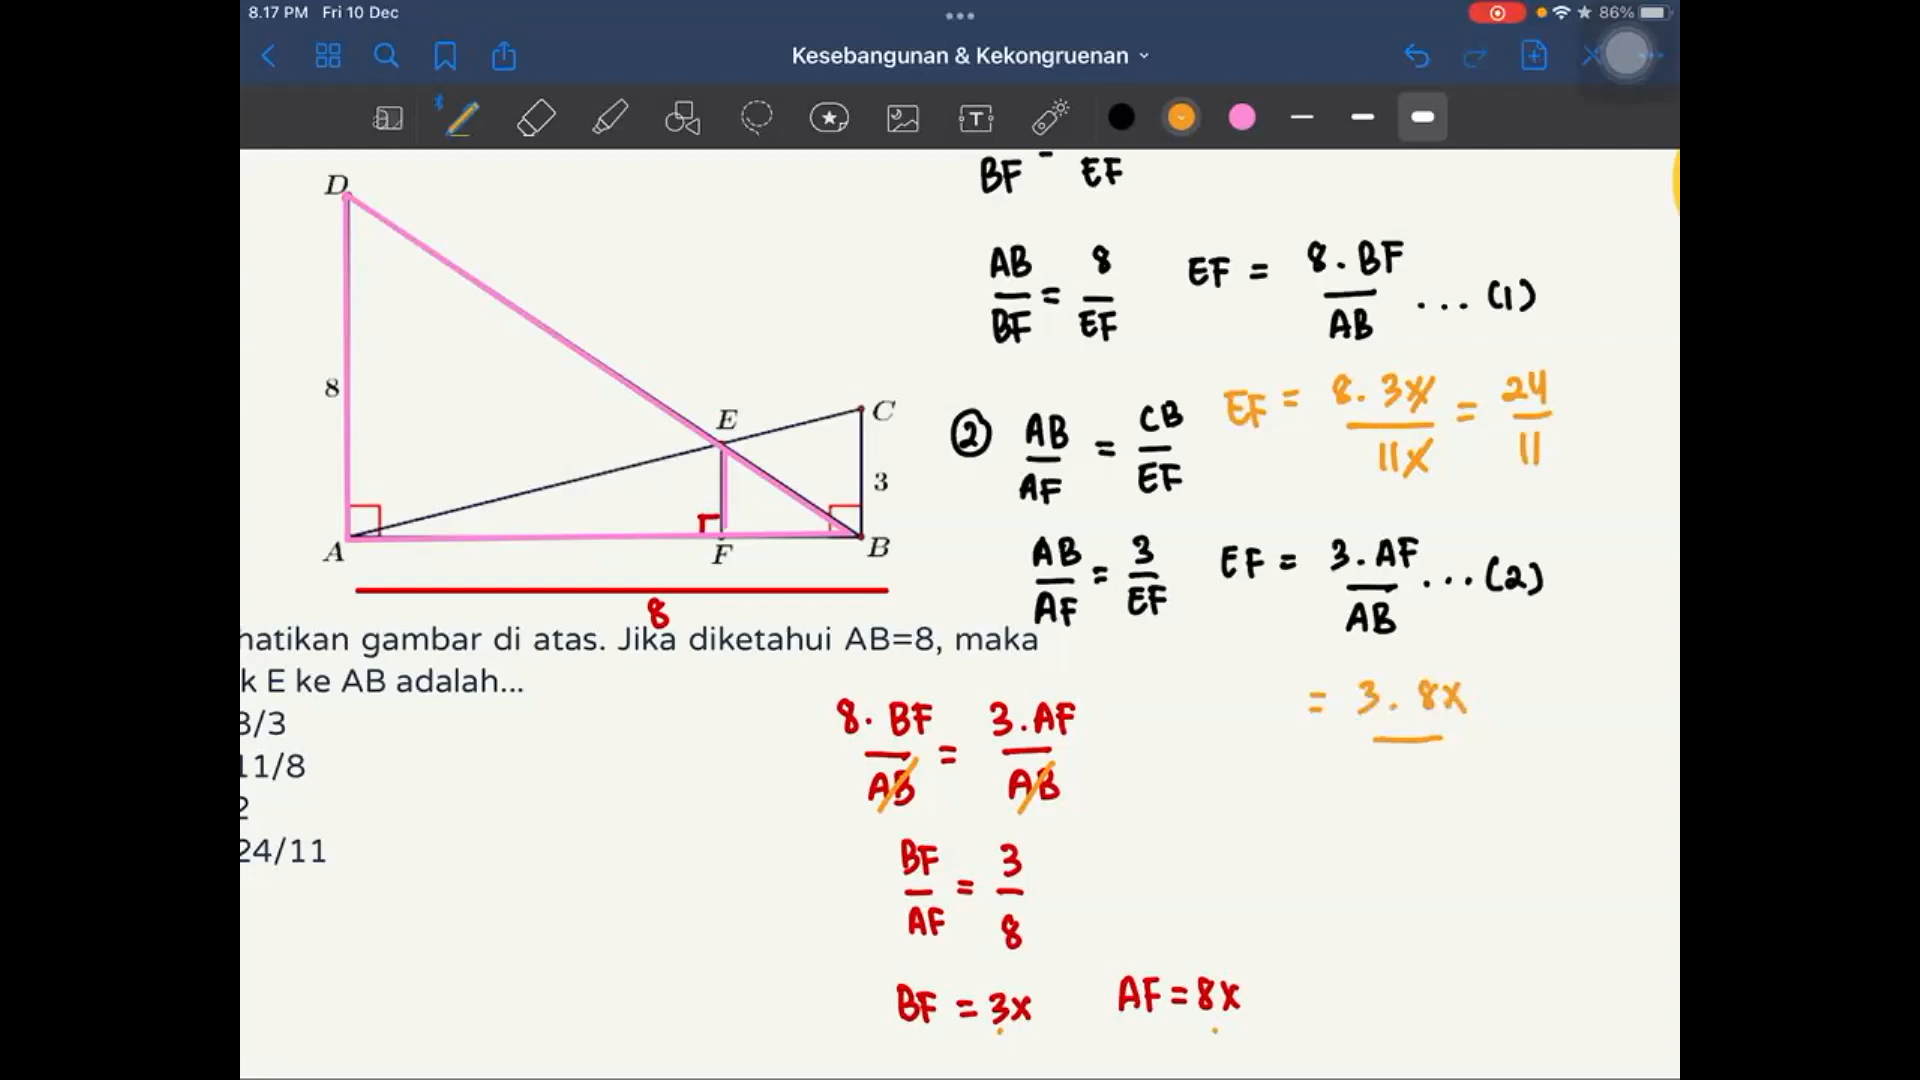 8.17 PM Fri 10 Dec
86%
Kesebangunan & Kekongruenan
D
8
E
C
3
A
F
B
8
hatikan gambar di atas. Jika diketahui AB=8, maka
k E ke AB adalah...
3/3
11/8
2
24/11
BF = EF
AB/BF = 8/EF EF = 8.BF/AB ...(1)
② AB/AF = CB/EF EF = 8.3x/11x = 24/11
AB/AF = 3/EF EF = 3.AF/AB ...(2)
= 3.8x
8.BF/AB = 3.AF/AB
BF/AF = 3/8
BF = 3x AF = 8x